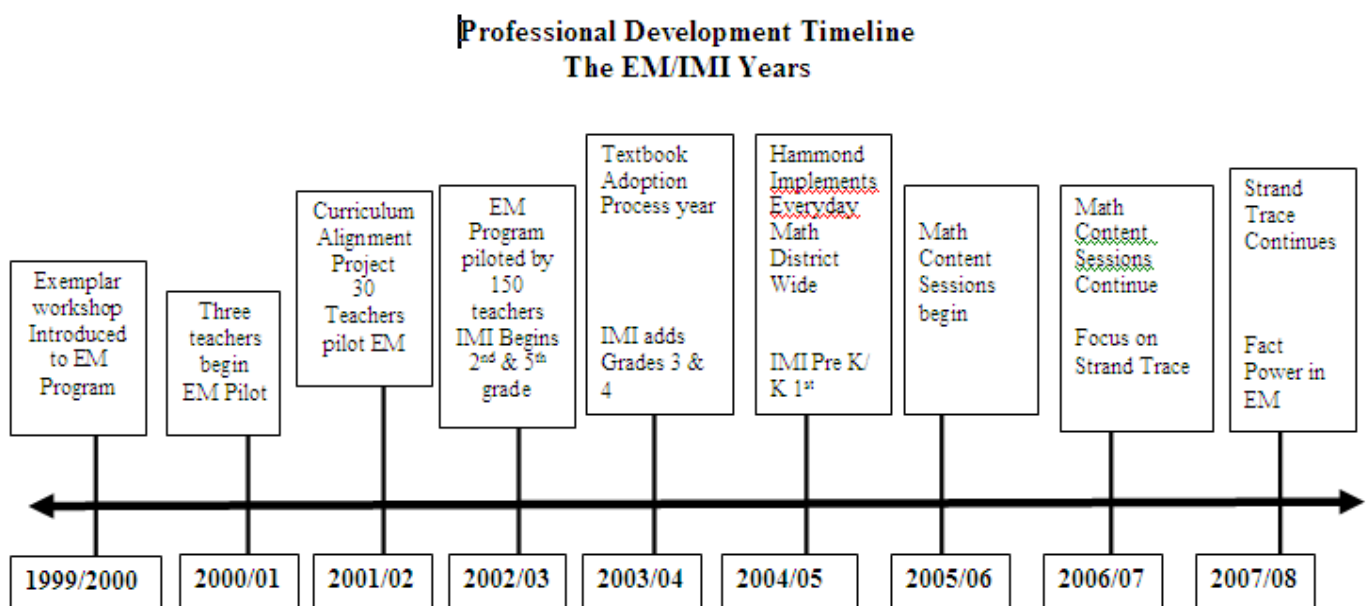 Professional Development Timeline
The EM/IMI Years
Exemplar
workshop
Introduced
to EM
Program
Three
teachers
begin
EM Pilot
Curriculum
Alignment
Project
30
Teachers
pilot EM
EM
Program
piloted by
150
teachers
IMI Begins
2nd & 5th
grade
Textbook
Adoption
Process year
IMI adds
Grades 3 &
4
Hammond
Implements
Everyday
Math
District
Wide
IMI Pre K/
K 1st
Math
Content
Sessions
begin
Math
Content
Sessions
Continue
Focus on
Strand Trace
Strand
Trace
Continues
Fact
Power in
EM
1999/2000
2000/01
2001/02
2002/03
2003/04
2004/05
2005/06
2006/07
2007/08